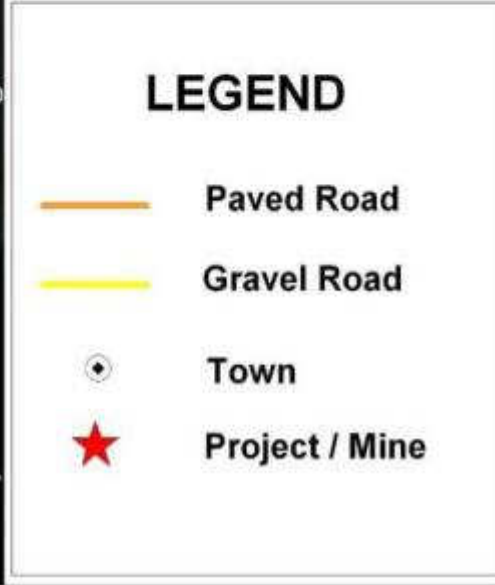 LEGEND
Paved Road
Gravel Road
Town
Project / Mine